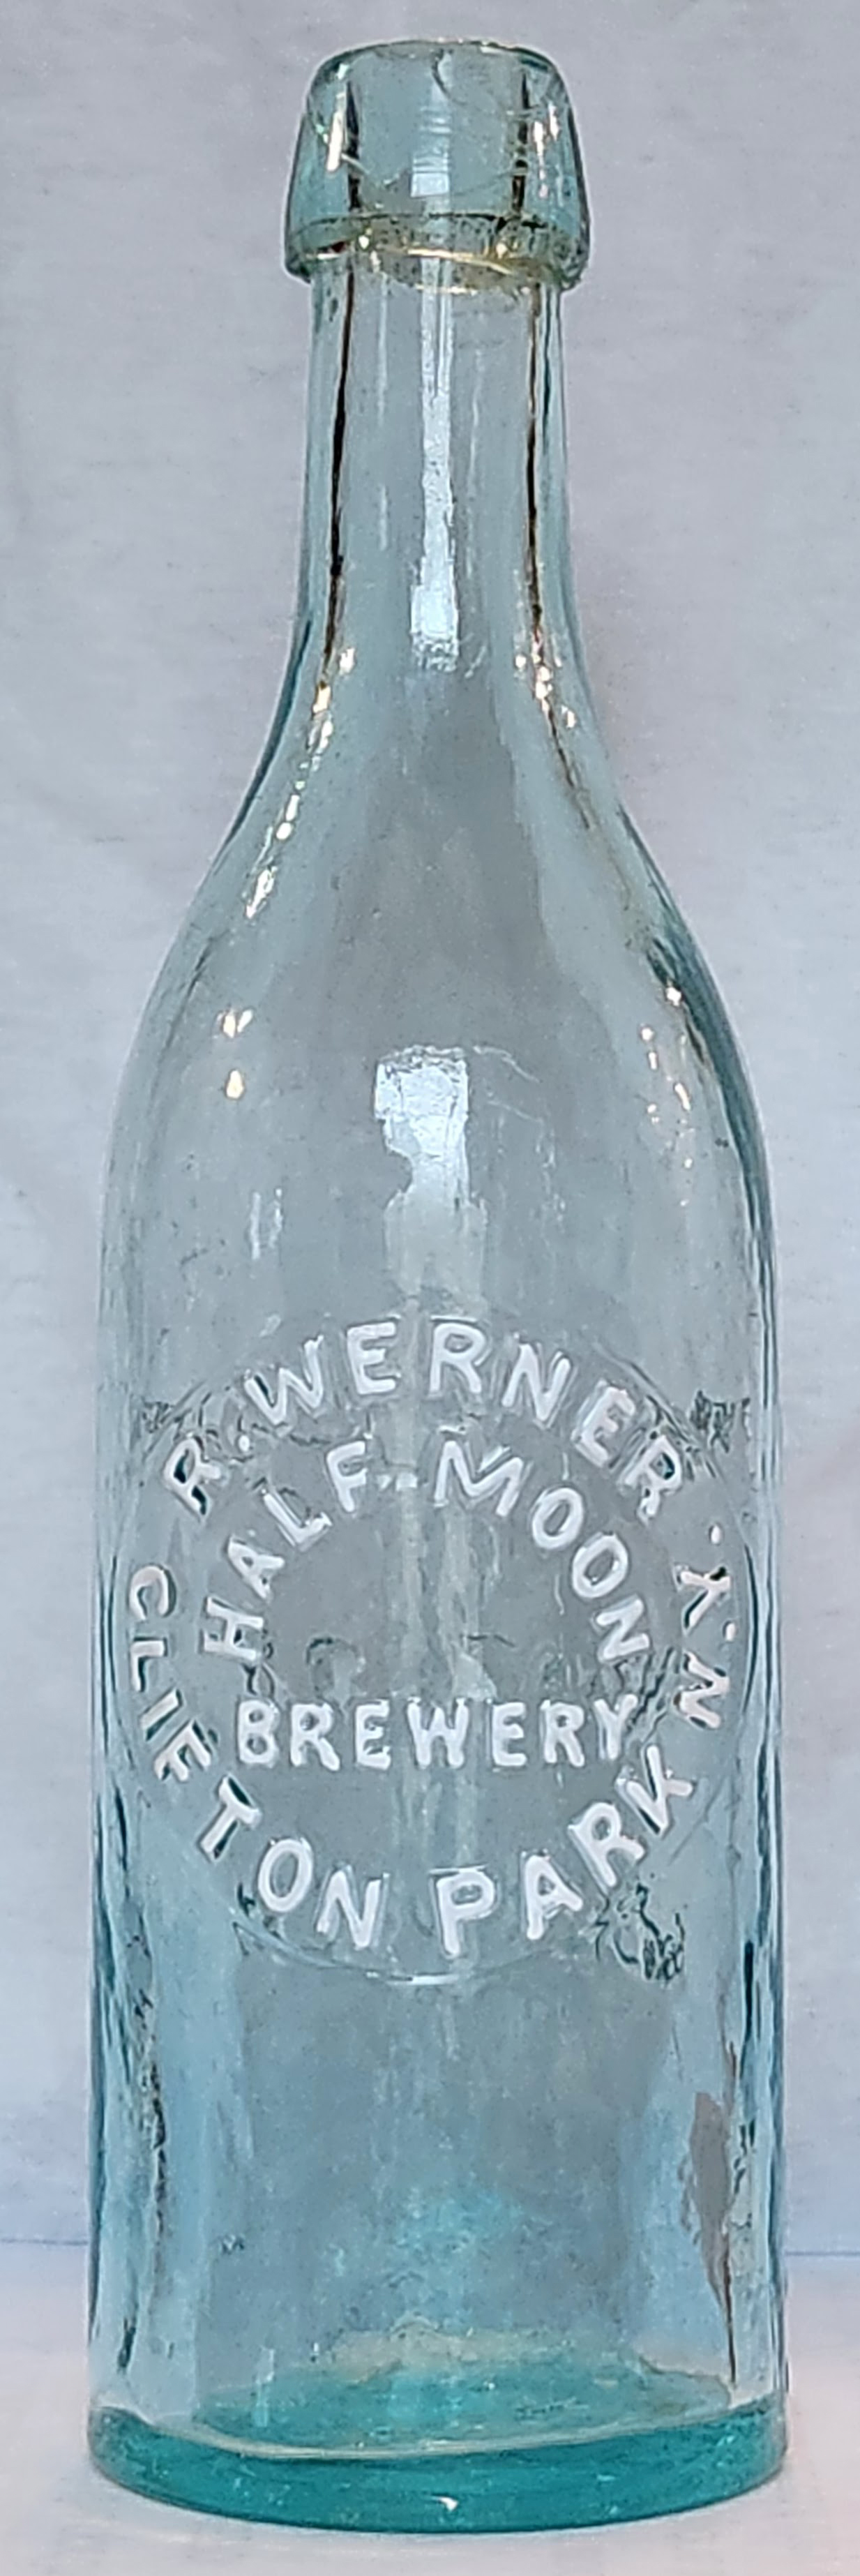 R. WERNER
HALF-MOON
BREWERY
CLIFTON PARK N.Y.